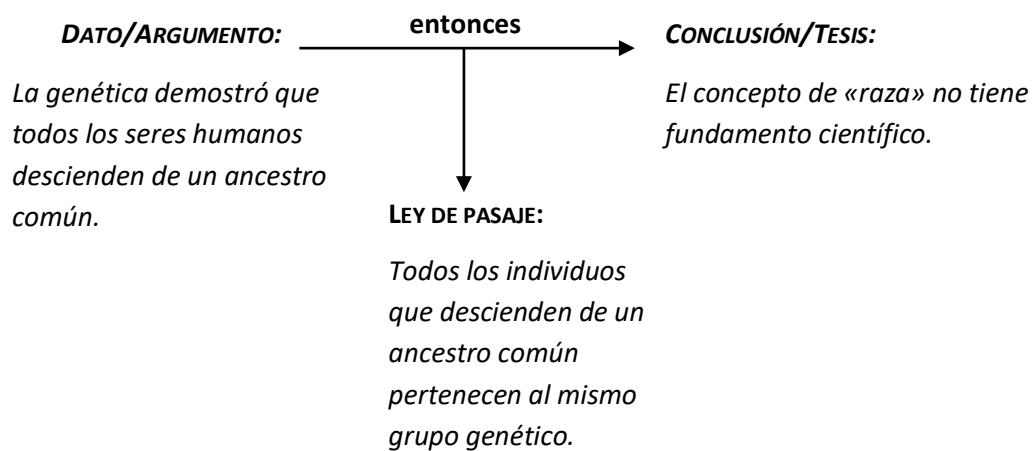 DATO/ARGUMENTO:
entonces
CONCLUSIÓN/TESIS:
La genética demostró que
todos los seres humanos
descienden de un ancestro
común.
El concepto de «raza» no tiene
fundamento científico.
LEY DE PASAJE:
Todos los individuos
que descienden de un
ancestro común
pertenecen al mismo
grupo genético.